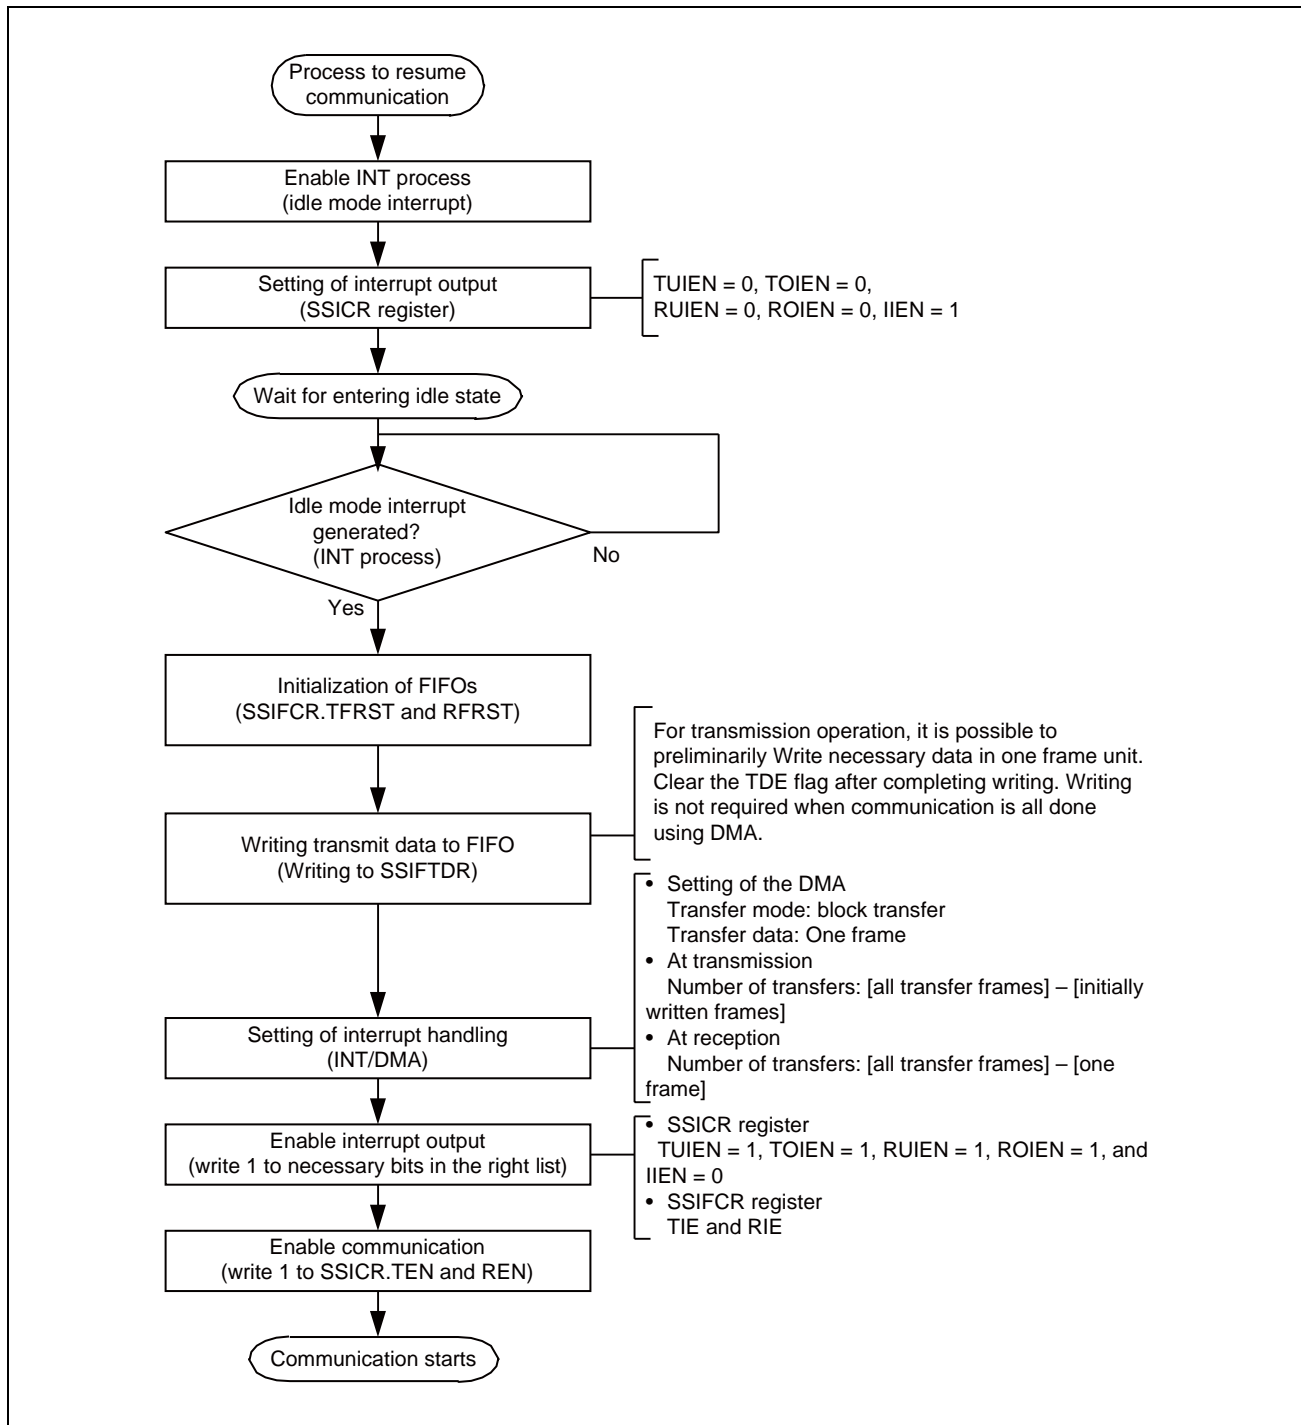 Process to resume
communication
Enable INT process
(idle mode interrupt)
Setting of interrupt output
(SSICR register)
TUIEN = 0, TOIEN = 0,
RUIEN = 0, ROIEN = 0, IIEN = 1
Wait for entering idle state
Idle mode interrupt
generated?
(INT process)
No
Yes
Initialization of FIFOs
(SSIFCR.TFRST and RFRST)
For transmission operation, it is possible to
preliminarily Write necessary data in one frame unit.
Clear the TDE flag after completing writing. Writing
is not required when communication is all done
using DMA.
Writing transmit data to FIFO
(Writing to SSIFTDR)
• Setting of the DMA
Transfer mode: block transfer
Transfer data: One frame
• At transmission
Number of transfers: [all transfer frames] – [initially
written frames]
• At reception
Number of transfers: [all transfer frames] – [one
frame]
Setting of interrupt handling
(INT/DMA)
Enable interrupt output
(write 1 to necessary bits in the right list)
• SSICR register
TUIEN = 1, TOIEN = 1, RUIEN = 1, ROIEN = 1, and
IIEN = 0
• SSIFCR register
TIE and RIE
Enable communication
(write 1 to SSICR.TEN and REN)
Communication starts